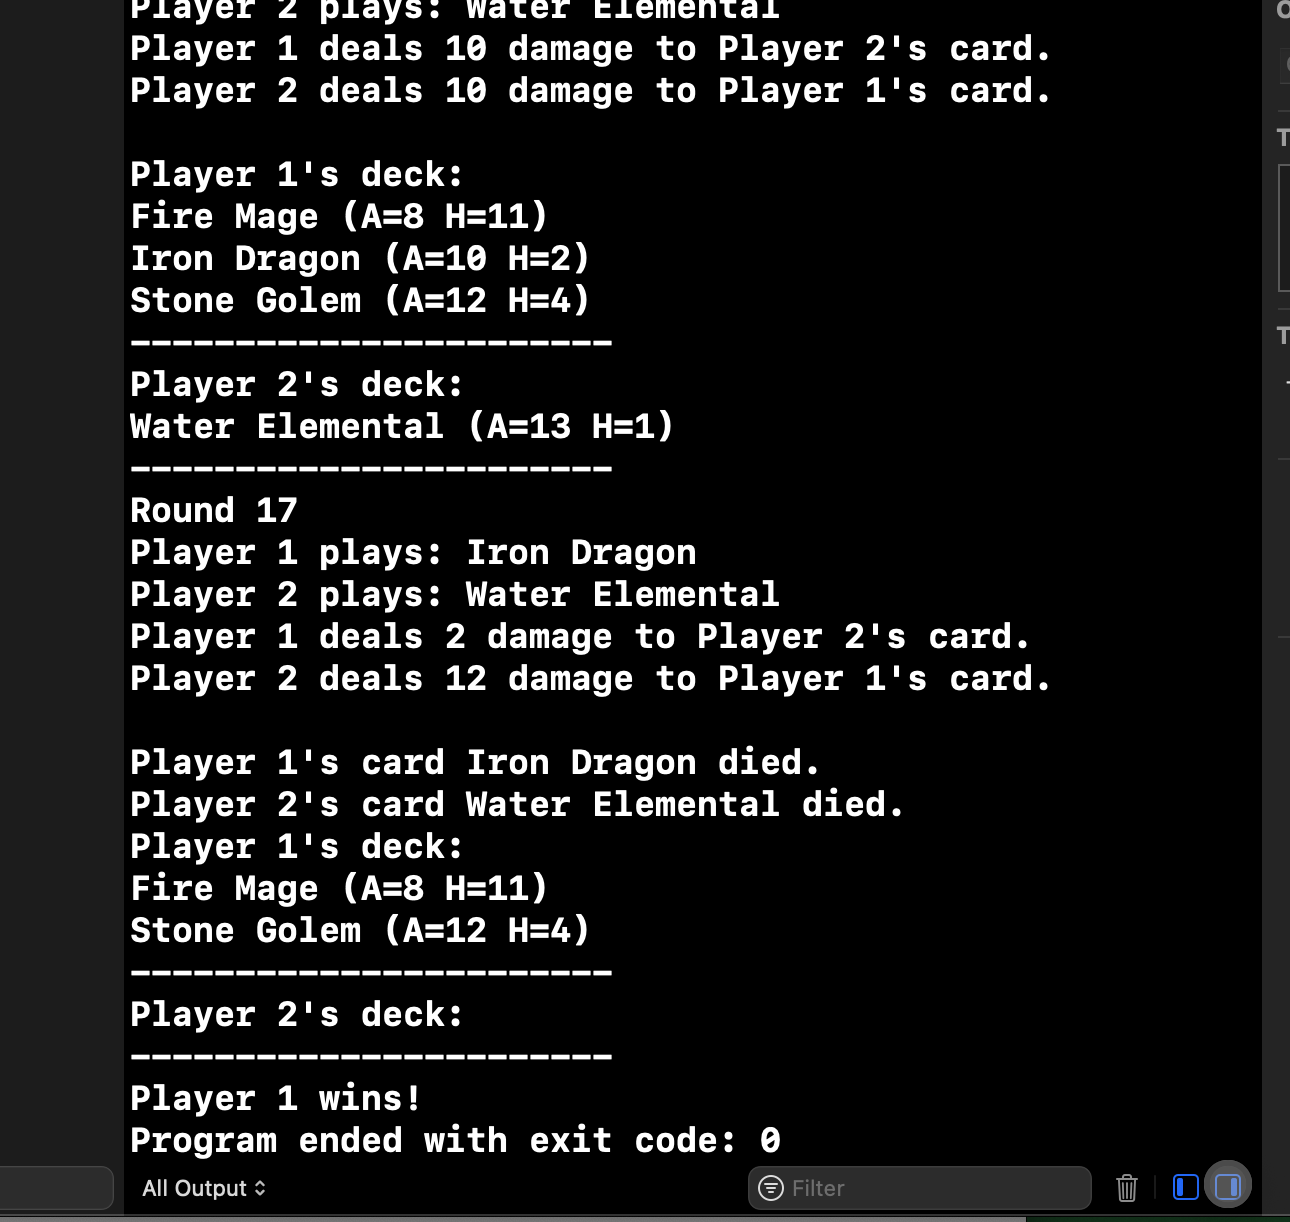 Player 2 plays: Water Elemental
Player 1 deals 10 damage to Player 2's card.
Player 2 deals 10 damage to Player 1's card.
Player 1's deck:
Fire Mage (A=8 H=11)
Iron Dragon (A=10 H=2)
Stone Golem (A=12 H=4)
-----------------------
Player 2's deck:
Water Elemental (A=13 H=1)
-----------------------
Round 17
Player 1 plays: Iron Dragon
Player 2 plays: Water Elemental
Player 1 deals 2 damage to Player 2's card.
Player 2 deals 12 damage to Player 1's card.
Player 1's card Iron Dragon died.
Player 2's card Water Elemental died.
Player 1's deck:
Fire Mage (A=8 H=11)
Stone Golem (A=12 H=4)
-----------------------
Player 2's deck:
-----------------------
Player 1 wins!
Program ended with exit code: 0
All Output
Filter